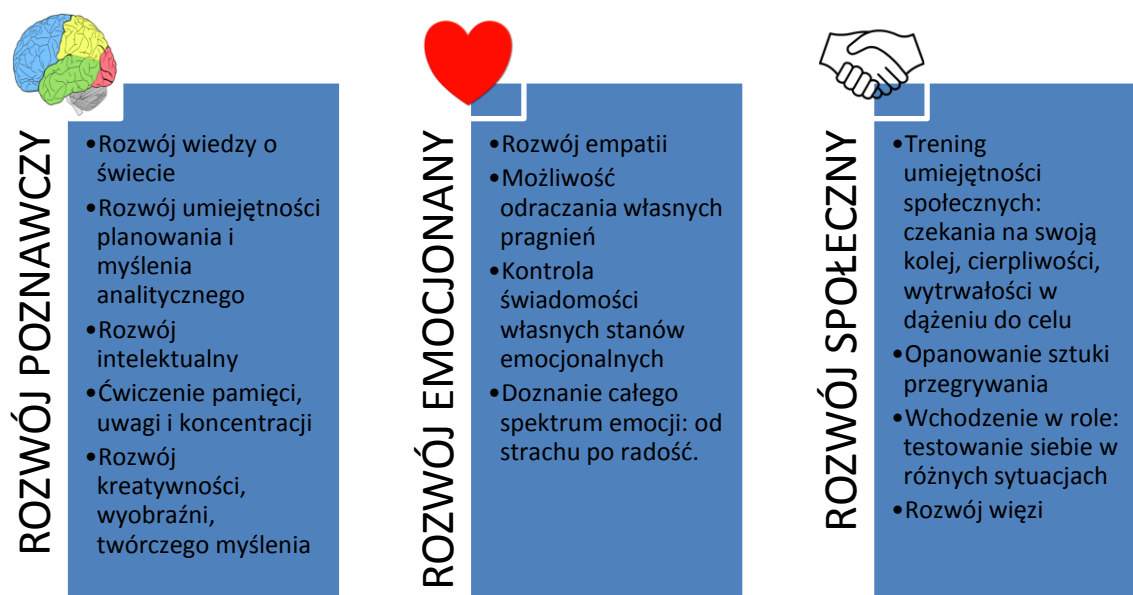 ROZWÓJ POZNAWCZY
•Rozwój wiedzy o
świecie
•Rozwój umiejętności
planowania i
myślenia
analitycznego
•Rozwój
intelektualny
•Ćwiczenie pamięci,
uwagi i koncentracji
•Rozwój
kreatywności,
wyobraźni,
twórczego myślenia
ROZWÓJ EMOCJONANY
•Rozwój empatii
•Możliwość
odraczania własnych
pragnień
•Kontrola
świadomości
własnych stanów
emocjonalnych
•Doznanie całego
spektrum emocji: od
strachu po radość.
ROZWÓJ SPOŁECZNY
•Trening
umiejętności
społecznych:
czekania na swoją
kolej, cierpliwości,
wytrwałości w
dążeniu do celu
•Opanowanie sztuki
przegrywania
•Wchodzenie w role:
testowanie siebie w
różnych sytuacjach
•Rozwój więzi